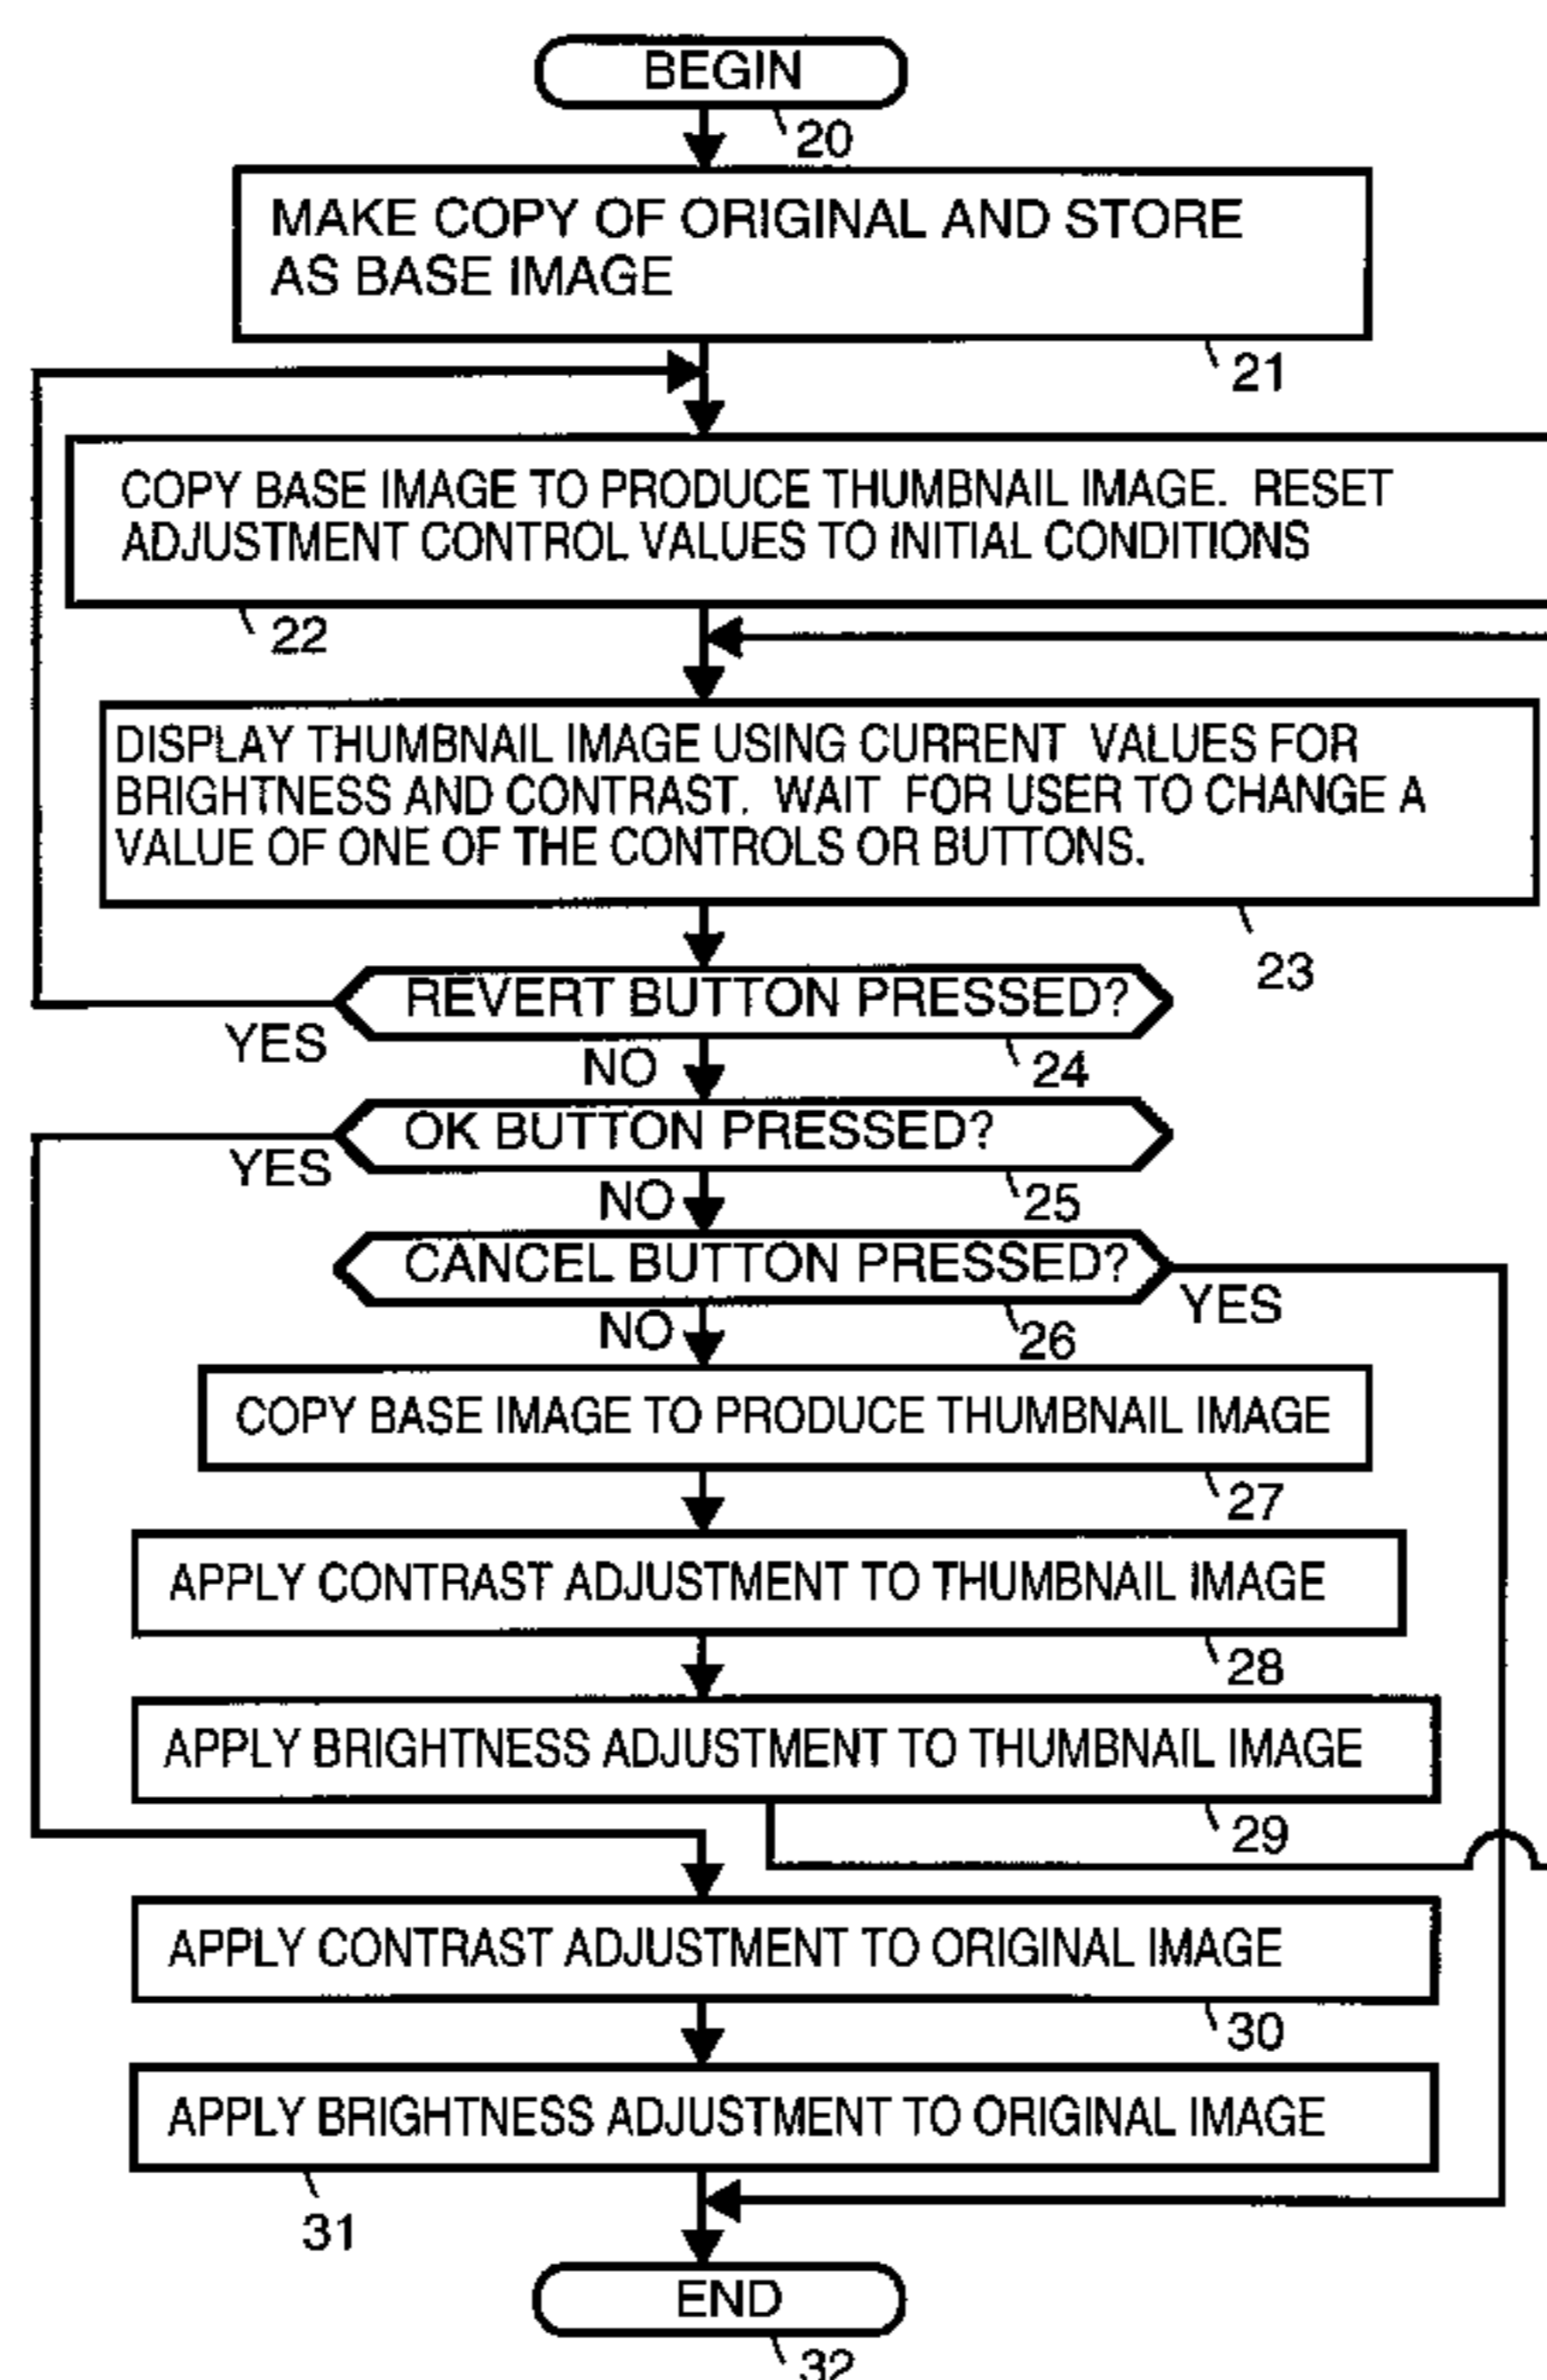 BEGIN
20
MAKE COPY OF ORIGINAL AND STORE
AS BASE IMAGE
21
COPY BASE IMAGE TO PRODUCE THUMBNAIL IMAGE. RESET
ADJUSTMENT CONTROL VALUES TO INITIAL CONDITIONS
22
DISPLAY THUMBNAIL IMAGE USING CURRENT VALUES FOR
BRIGHTNESS AND CONTRAST. WAIT FOR USER TO CHANGE A
VALUE OF ONE OF THE CONTROLS OR BUTTONS.
23
REVERT BUTTON PRESSED?
YES
NO
24
OK BUTTON PRESSED?
YES
NO
25
CANCEL BUTTON PRESSED?
YES
NO
26
COPY BASE IMAGE TO PRODUCE THUMBNAIL IMAGE
27
APPLY CONTRAST ADJUSTMENT TO THUMBNAIL IMAGE
28
APPLY BRIGHTNESS ADJUSTMENT TO THUMBNAIL IMAGE
29
APPLY CONTRAST ADJUSTMENT TO ORIGINAL IMAGE
30
APPLY BRIGHTNESS ADJUSTMENT TO ORIGINAL IMAGE
31
END
32